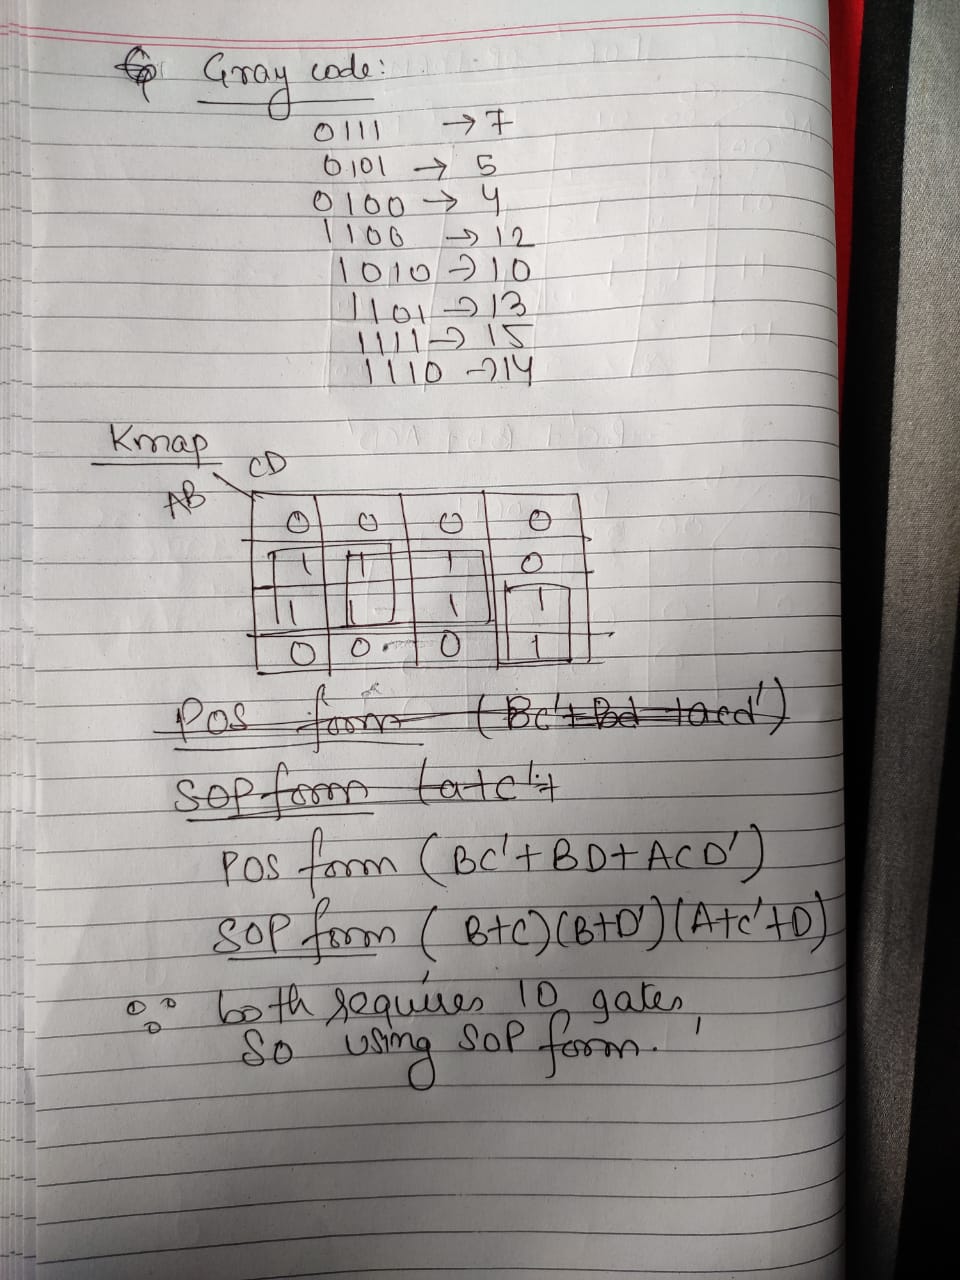 Gray code:
0111 → 7
0101 → 5
0100 → 4
1100 → 12
1010 → 10
1101 → 13
1111 → 15
1110 → 14
Kmap
CD
AB
0 0 0 0
1 1 1 0
1 1 1 1
0 0 0 1
POS form (Bc'+Bd+acd')
SOP form (a+c'+
POS form (BC'+BD+ACD')
SOP form (B+C)(B+D')(A+C'+D)
∴ both requires 10 gates,
So using SOP form.